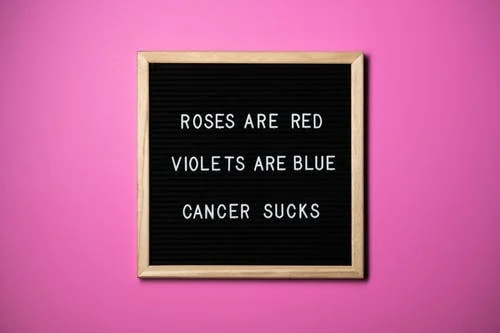 ROSES ARE RED
VIOLETS ARE BLUE
CANCER SUCKS